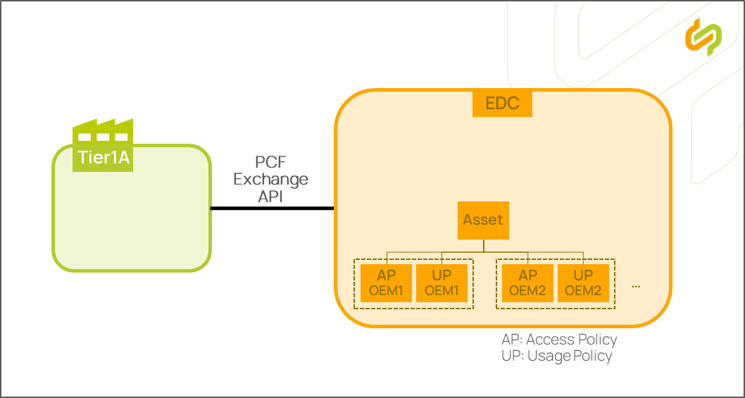 EDC
Tier1A
PCF
Exchange
API
Asset
AP
OEM1
UP
OEM1
AP
OEM2
UP
OEM2
...
AP: Access Policy
UP: Usage Policy